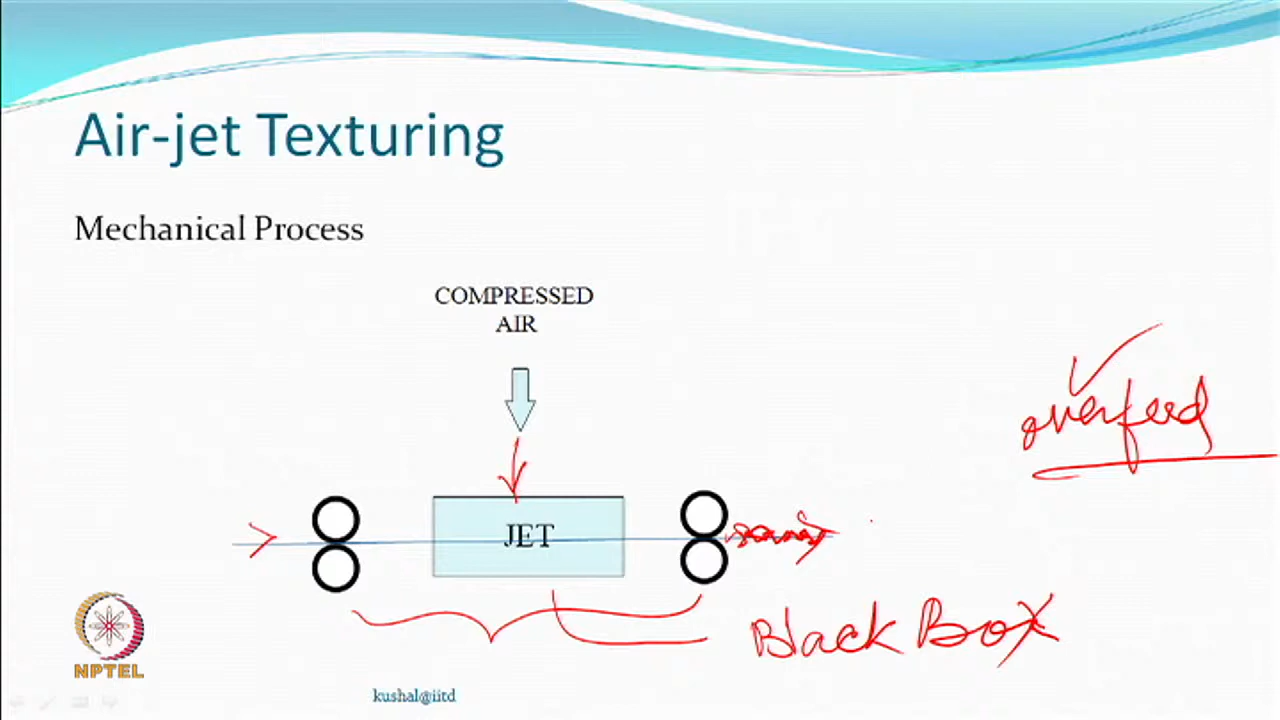 Air-jet Texturing
Mechanical Process
COMPRESSED
AIR
overfeed
JET
Black Box
NPTEL
kushal@iitd